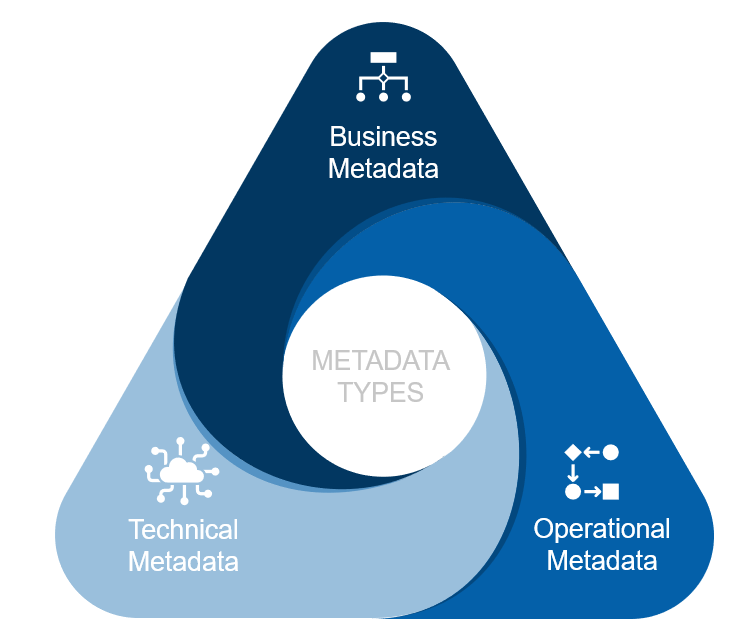 Business
Metadata
METADATA
TYPES
Technical
Metadata
Operational
Metadata